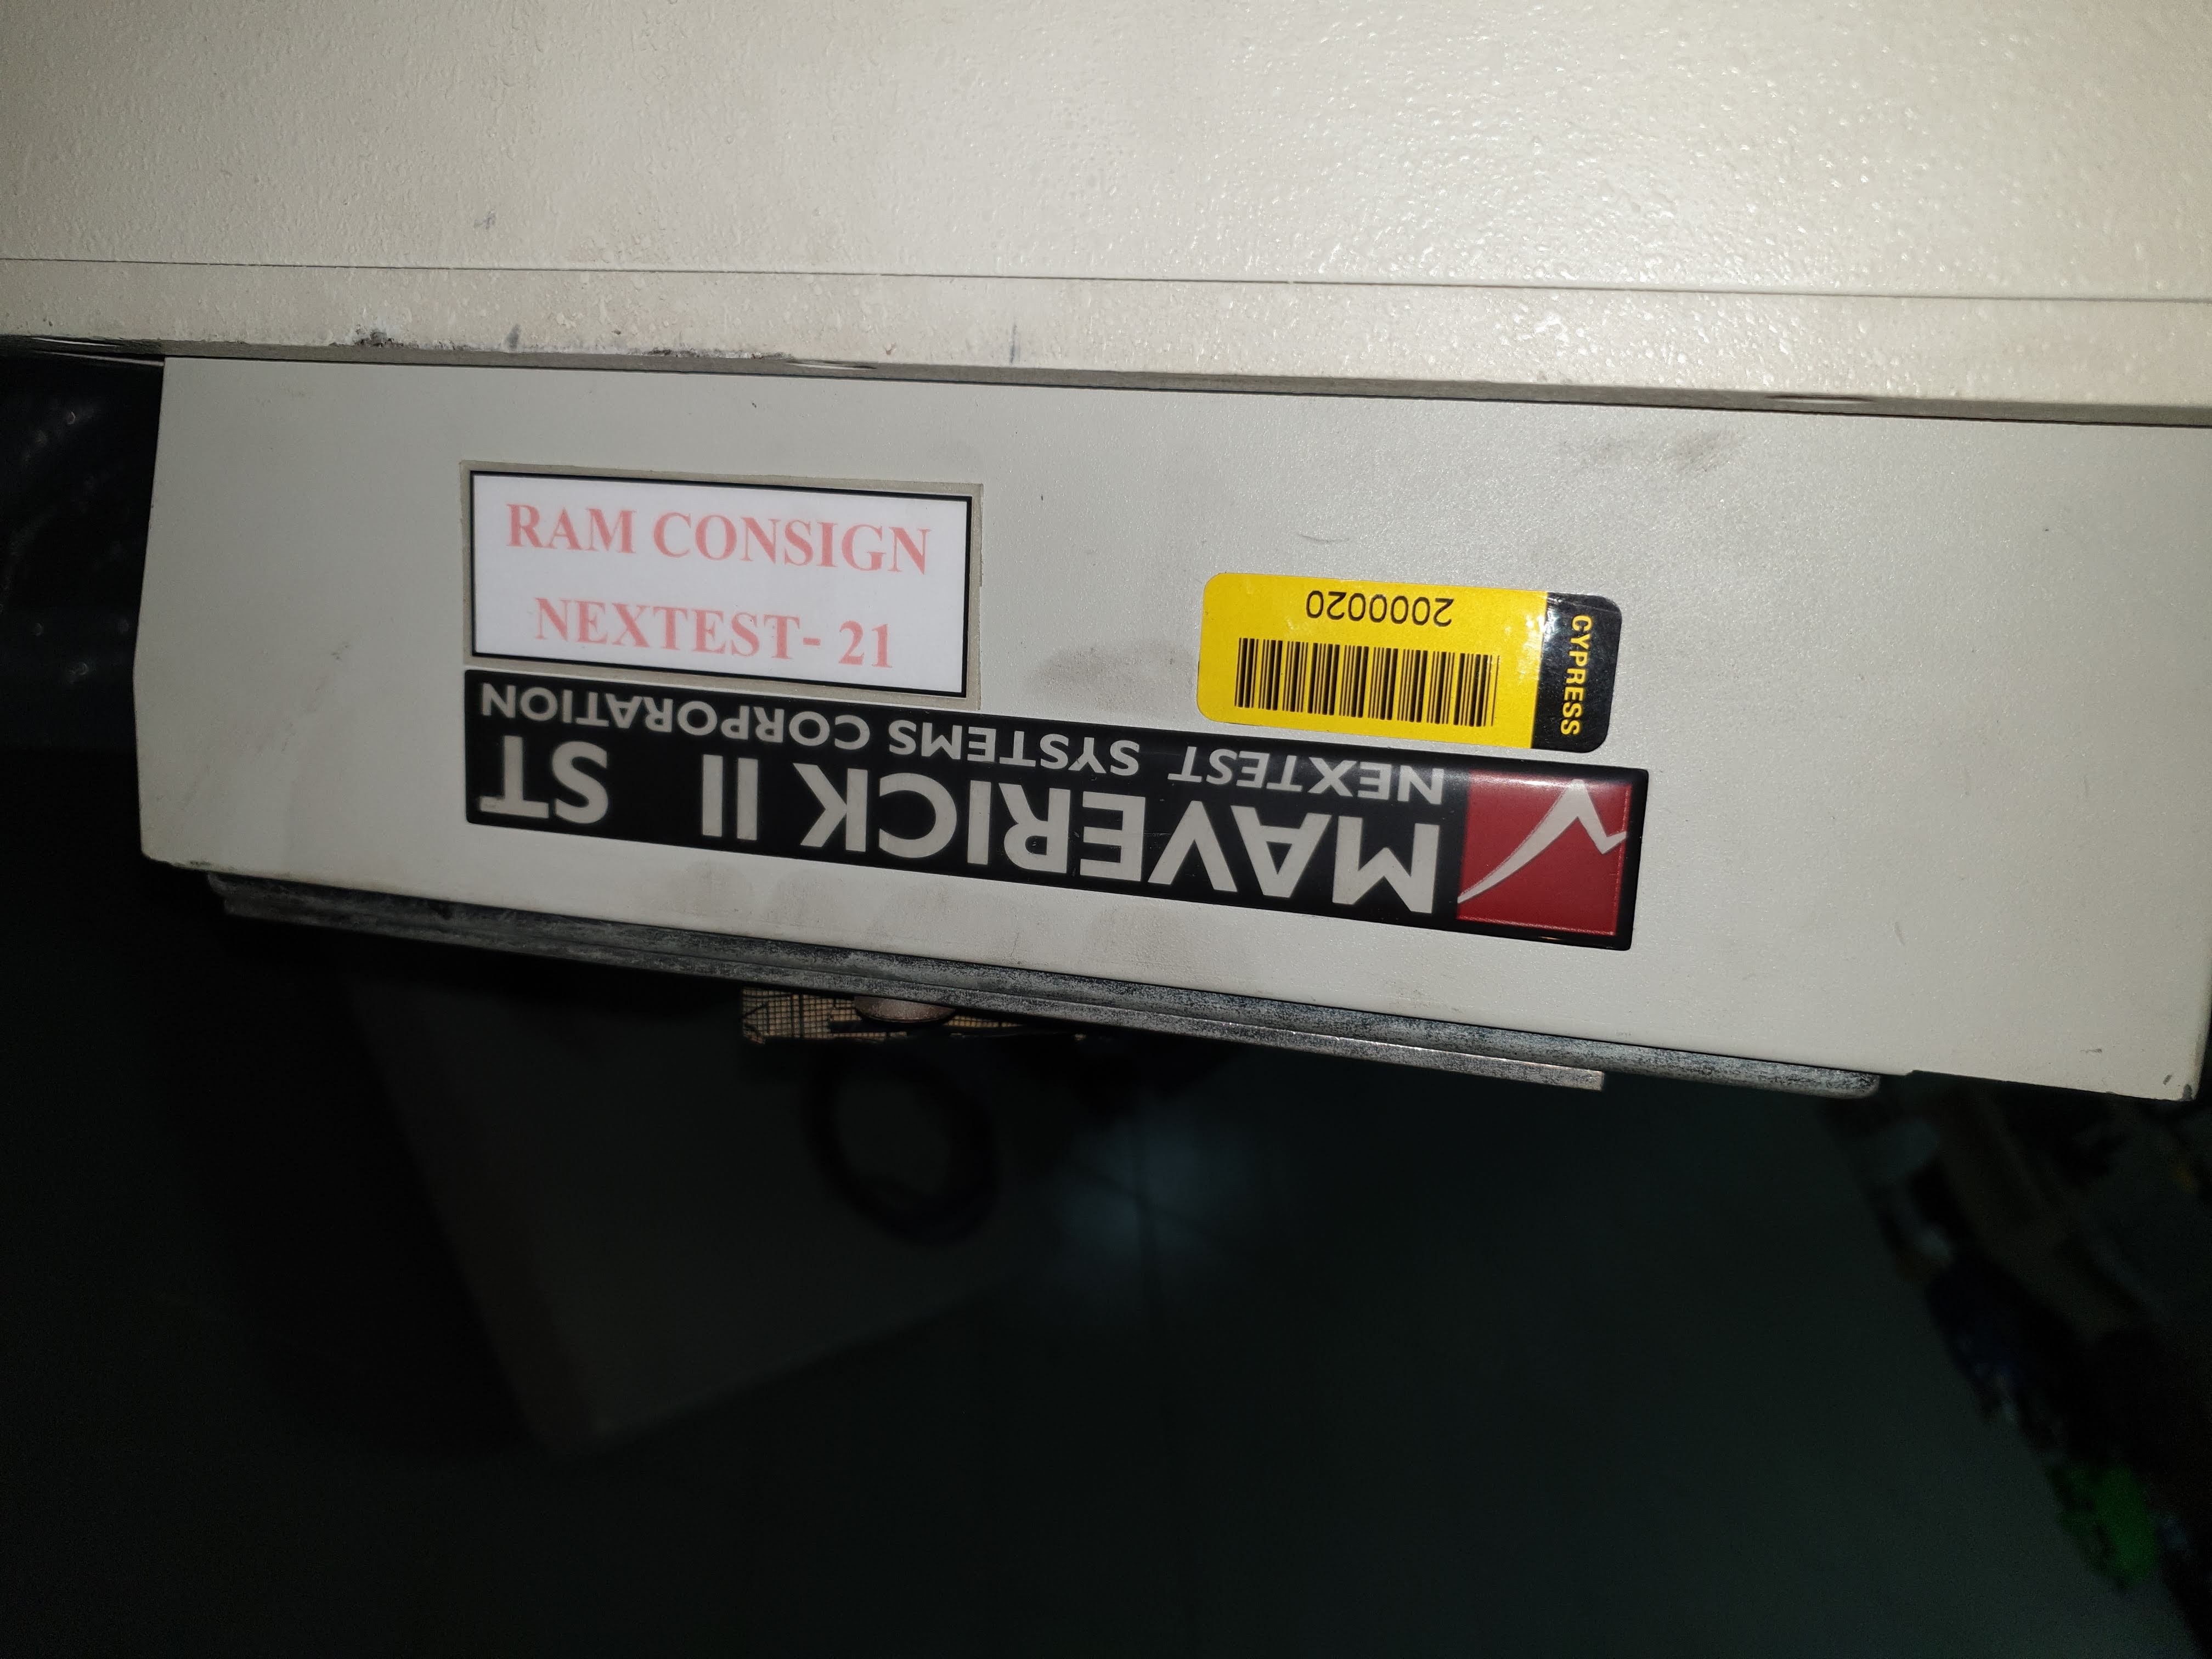 RAM CONSIGN
NEXTEST- 21
2000020
CYPRESS
MAVERICK II ST
NEXTEST SYSTEMS CORPORATION